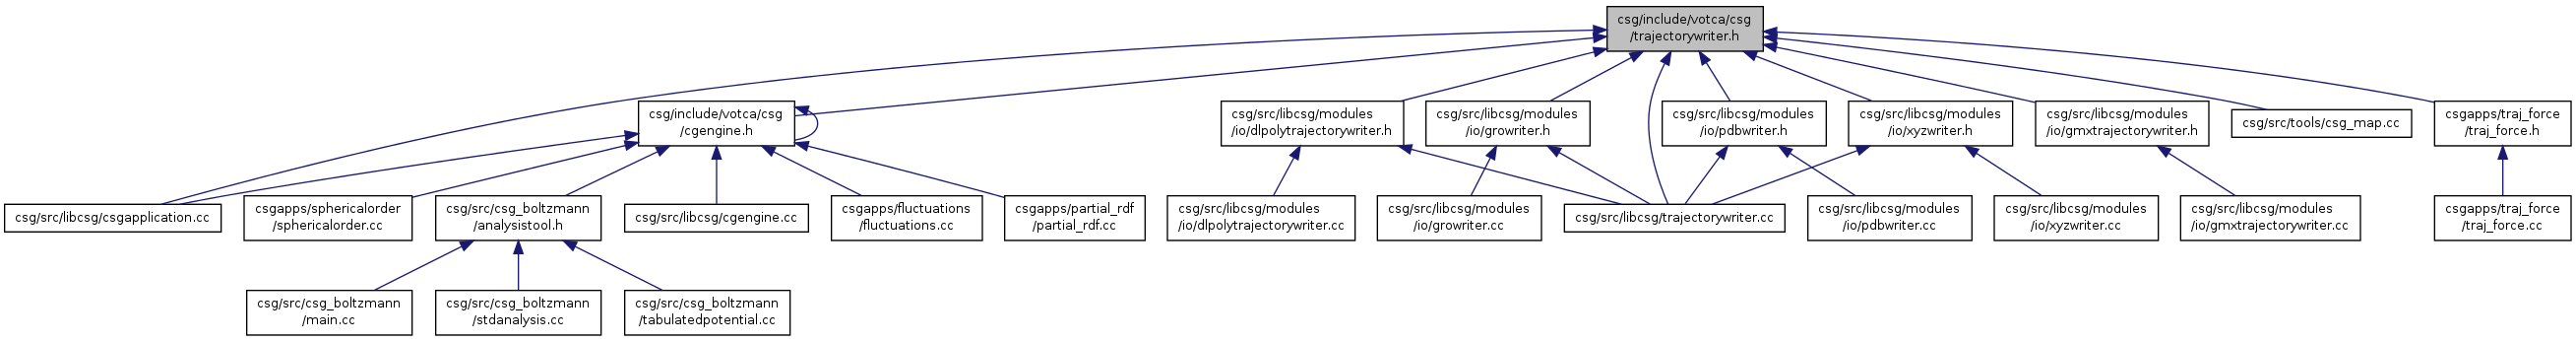 csg/include/votca/csg
/trajectorywriter.h
csg/include/votca/csg
/cgengine.h
csg/src/libcsg/modules
/io/dlpolytrajectorywriter.h
csg/src/libcsg/modules
/io/growriter.h
csg/src/libcsg/modules
/io/pdbwriter.h
csg/src/libcsg/modules
/io/xyzwriter.h
csg/src/libcsg/modules
/io/gmxtrajectorywriter.h
csg/src/tools/csg_map.cc
csgapps/traj_force
/traj_force.h
csg/src/libcsg/csgapplication.cc
csgapps/sphericalorder
/sphericalorder.cc
csg/src/csg_boltzmann
/analysistool.h
csg/src/libcsg/cgengine.cc
csgapps/fluctuations
/fluctuations.cc
csgapps/partial_rdf
/partial_rdf.cc
csg/src/libcsg/modules
/io/dlpolytrajectorywriter.cc
csg/src/libcsg/modules
/io/growriter.cc
csg/src/libcsg/trajectorywriter.cc
csg/src/libcsg/modules
/io/pdbwriter.cc
csg/src/libcsg/modules
/io/xyzwriter.cc
csg/src/libcsg/modules
/io/gmxtrajectorywriter.cc
csgapps/traj_force
/traj_force.cc
csg/src/csg_boltzmann
/main.cc
csg/src/csg_boltzmann
/stdanalysis.cc
csg/src/csg_boltzmann
/tabulatedpotential.cc